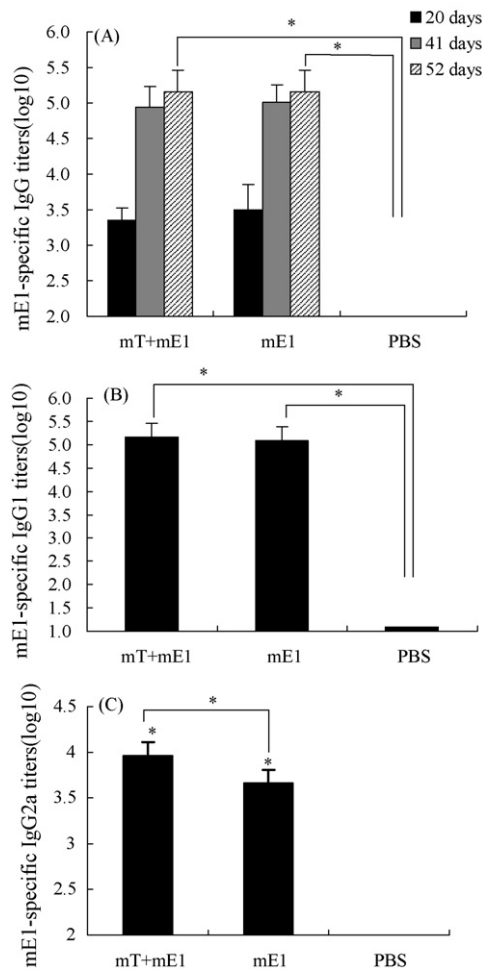 (A)
20 days
41 days
52 days
*
*
mE1-specific IgG titers(log10)
6.0
5.5
5.0
4.5
4.0
3.5
3.0
2.5
2.0
mT+mE1 mE1 PBS
(B)
*
*
mE1-specific IgG1 titers(log10)
6.0
5.5
5.0
4.5
4.0
3.5
3.0
2.5
2.0
1.5
1.0
mT+mE1 mE1 PBS
(C)
*
*
*
mE1-specific IgG2a titers(log10)
4.5
4
3.5
3
2.5
2
mT+mE1 mE1 PBS